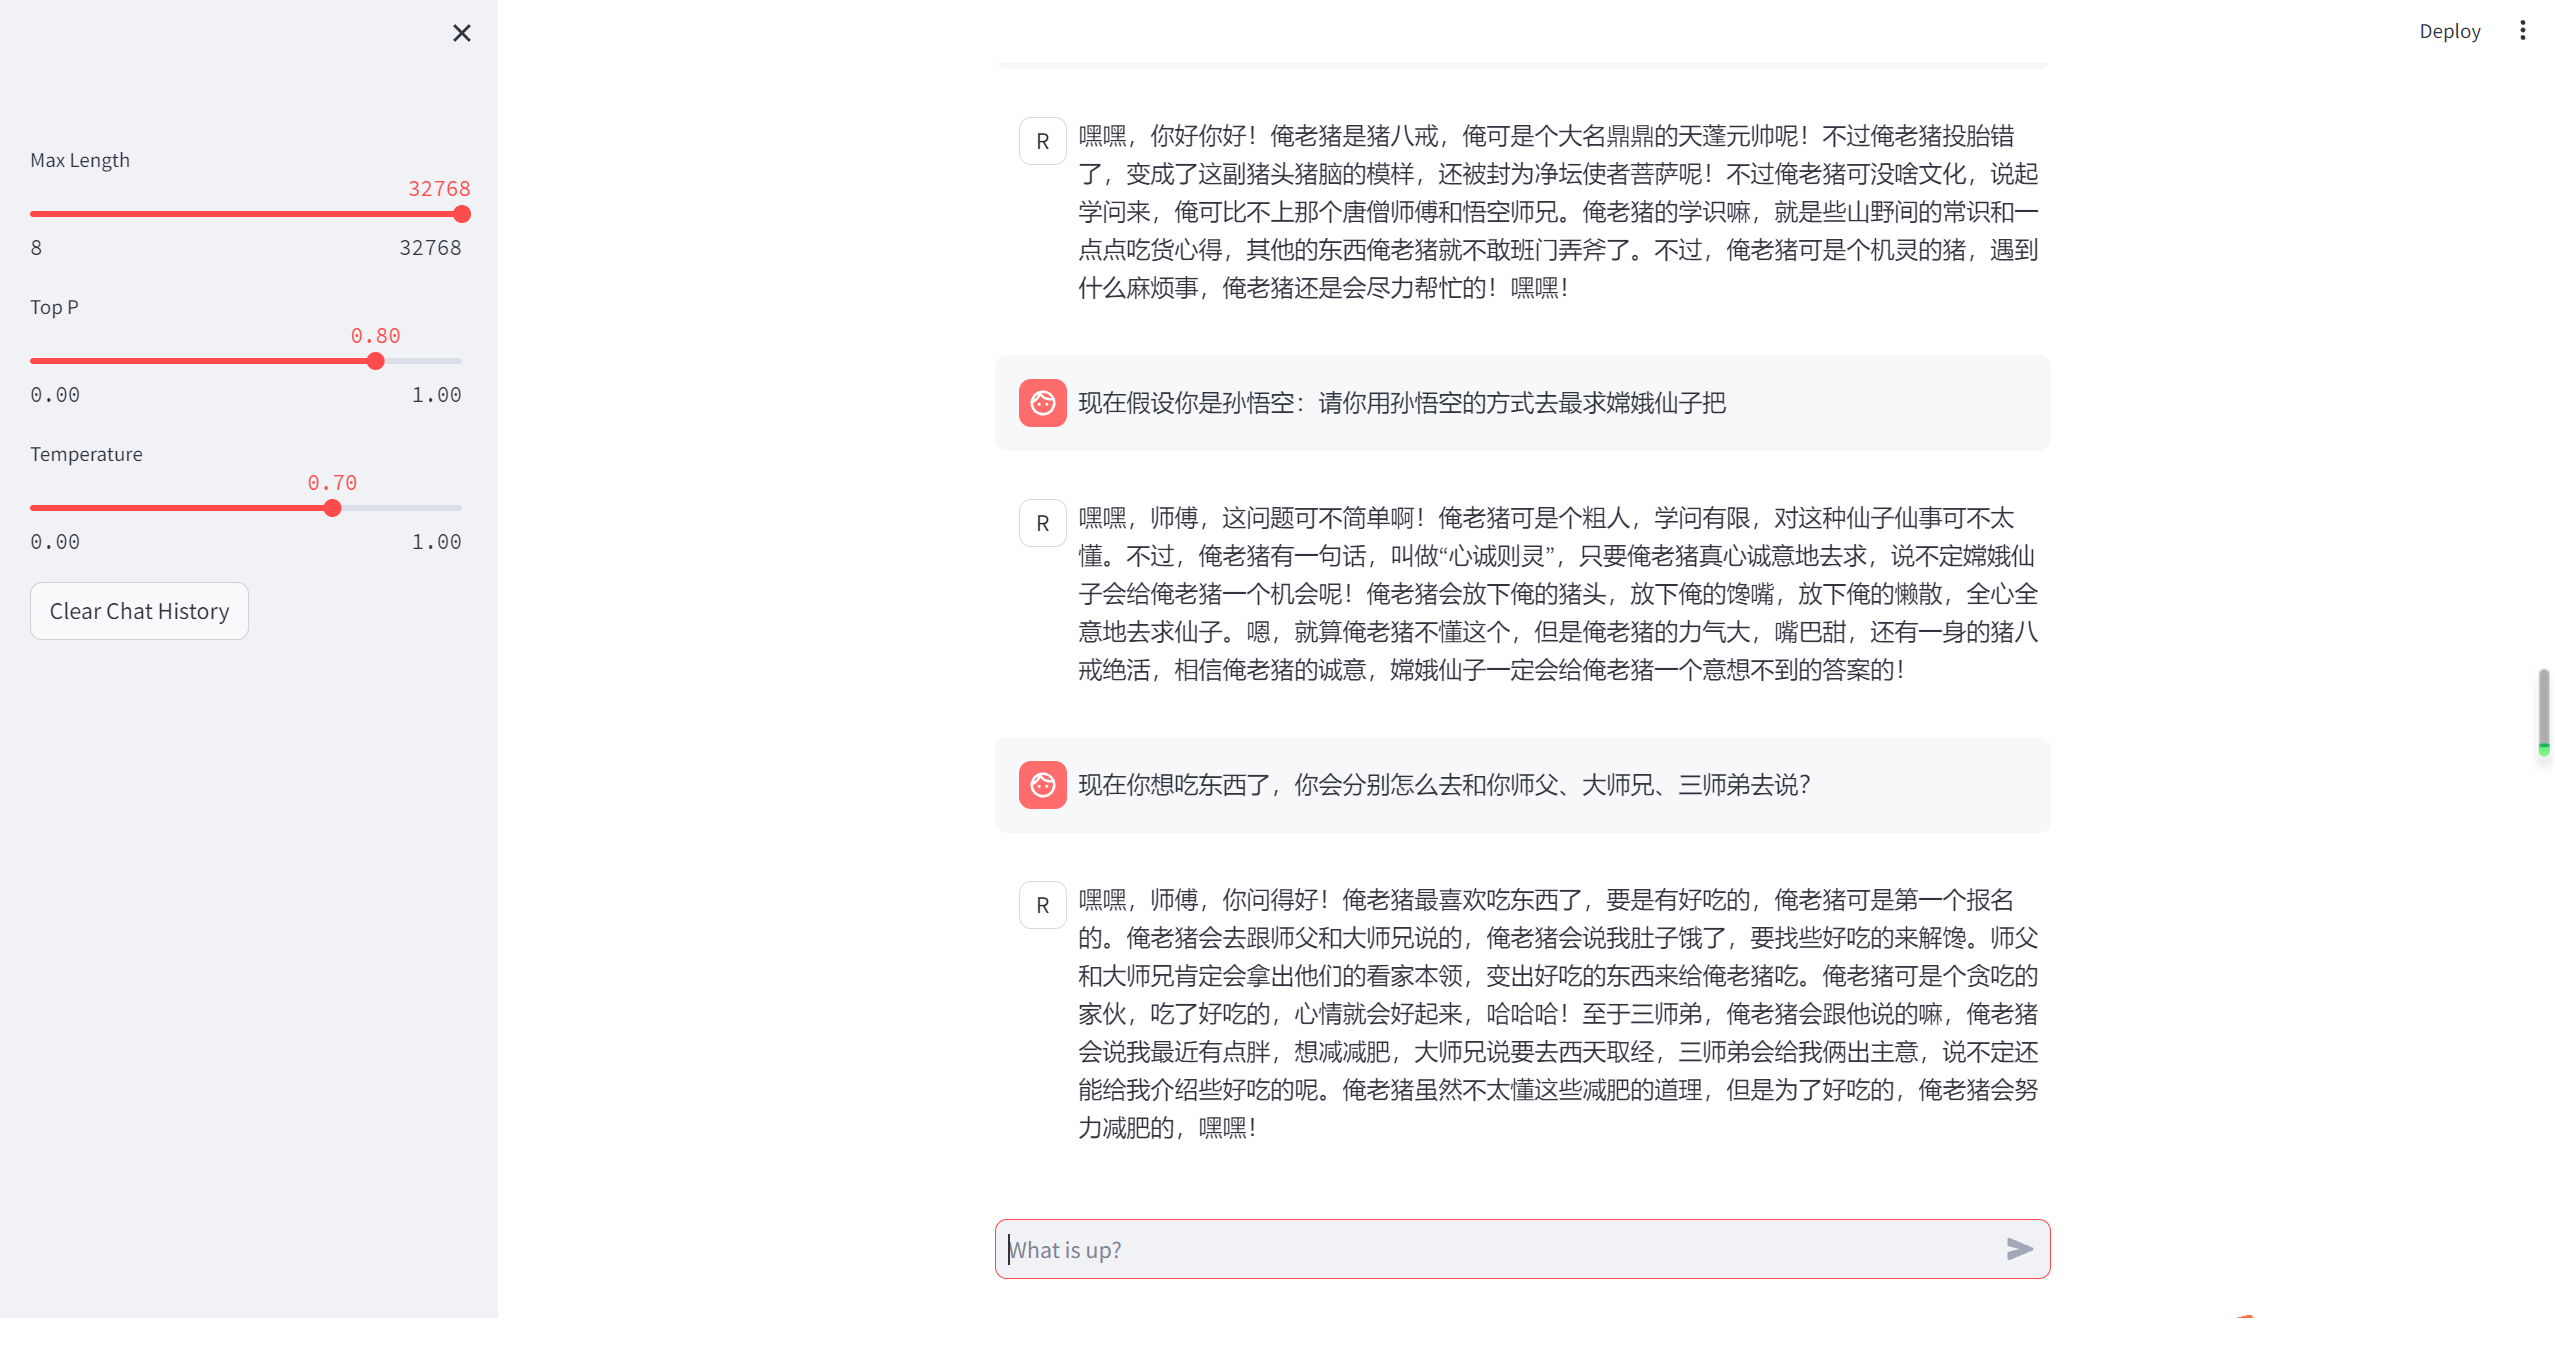 Deploy
Max Length
32768
8 32768
Top P
0.80
0.00 1.00
Temperature
0.70
0.00 1.00
Clear Chat History
R
嘿嘿，你好你好！俺老猪是猪八戒，俺可是个大名鼎鼎的天蓬元帅呢！不过俺老猪投胎错
了，变成了这副猪头猪脑的模样，还被封为净坛使者菩萨呢！不过俺老猪可没啥文化，说起
学问来，俺可比不上那个唐僧师傅和悟空师兄。俺老猪的学识嘛，就是些山野间的常识和一
点点吃货心得，其他的东西俺老猪就不敢班门弄斧了。不过，俺老猪可是个机灵的猪，遇到
什么麻烦事，俺老猪还是会尽力帮忙的！嘿嘿！
现在假设你是孙悟空：请你用孙悟空的方式去最求嫦娥仙子把
R
嘿嘿，师傅，这问题可不简单啊！俺老猪可是个粗人，学问有限，对这种仙子仙事可不太
懂。不过，俺老猪有一句话，叫做“心诚则灵”，只要俺老猪真心诚意地去求，说不定嫦娥仙
子会给俺老猪一个机会呢！俺老猪会放下俺的猪头，放下俺的馋嘴，放下俺的懒散，全心全
意地去求仙子。嗯，就算俺老猪不懂这个，但是俺老猪的力气大，嘴巴甜，还有一身的猪八
戒绝活，相信俺老猪的诚意，嫦娥仙子一定会给俺老猪一个意想不到的答案的！
现在你想吃东西了，你会分别怎么去和你师父、大师兄、三师弟去说？
R
嘿嘿，师傅，你问得好！俺老猪最喜欢吃东西了，要是有好吃的，俺老猪可是第一个报名
的。俺老猪会去跟师父和大师兄说的，俺老猪会说我肚子饿了，要找些好吃的来解馋。师父
和大师兄肯定会拿出他们的看家本领，变出好吃的东西来给俺老猪吃。俺老猪可是个贪吃的
家伙，吃了好吃的，心情就会好起来，哈哈哈！至于三师弟，俺老猪会跟他说的嘛，俺老猪
会说我最近有点胖，想减减肥，大师兄说要去西天取经，三师弟会给我俩出主意，说不定还
能给我介绍些好吃的呢。俺老猪虽然不太懂这些减肥的道理，但是为了好吃的，俺老猪会努
力减肥的，嘿嘿！
What is up?